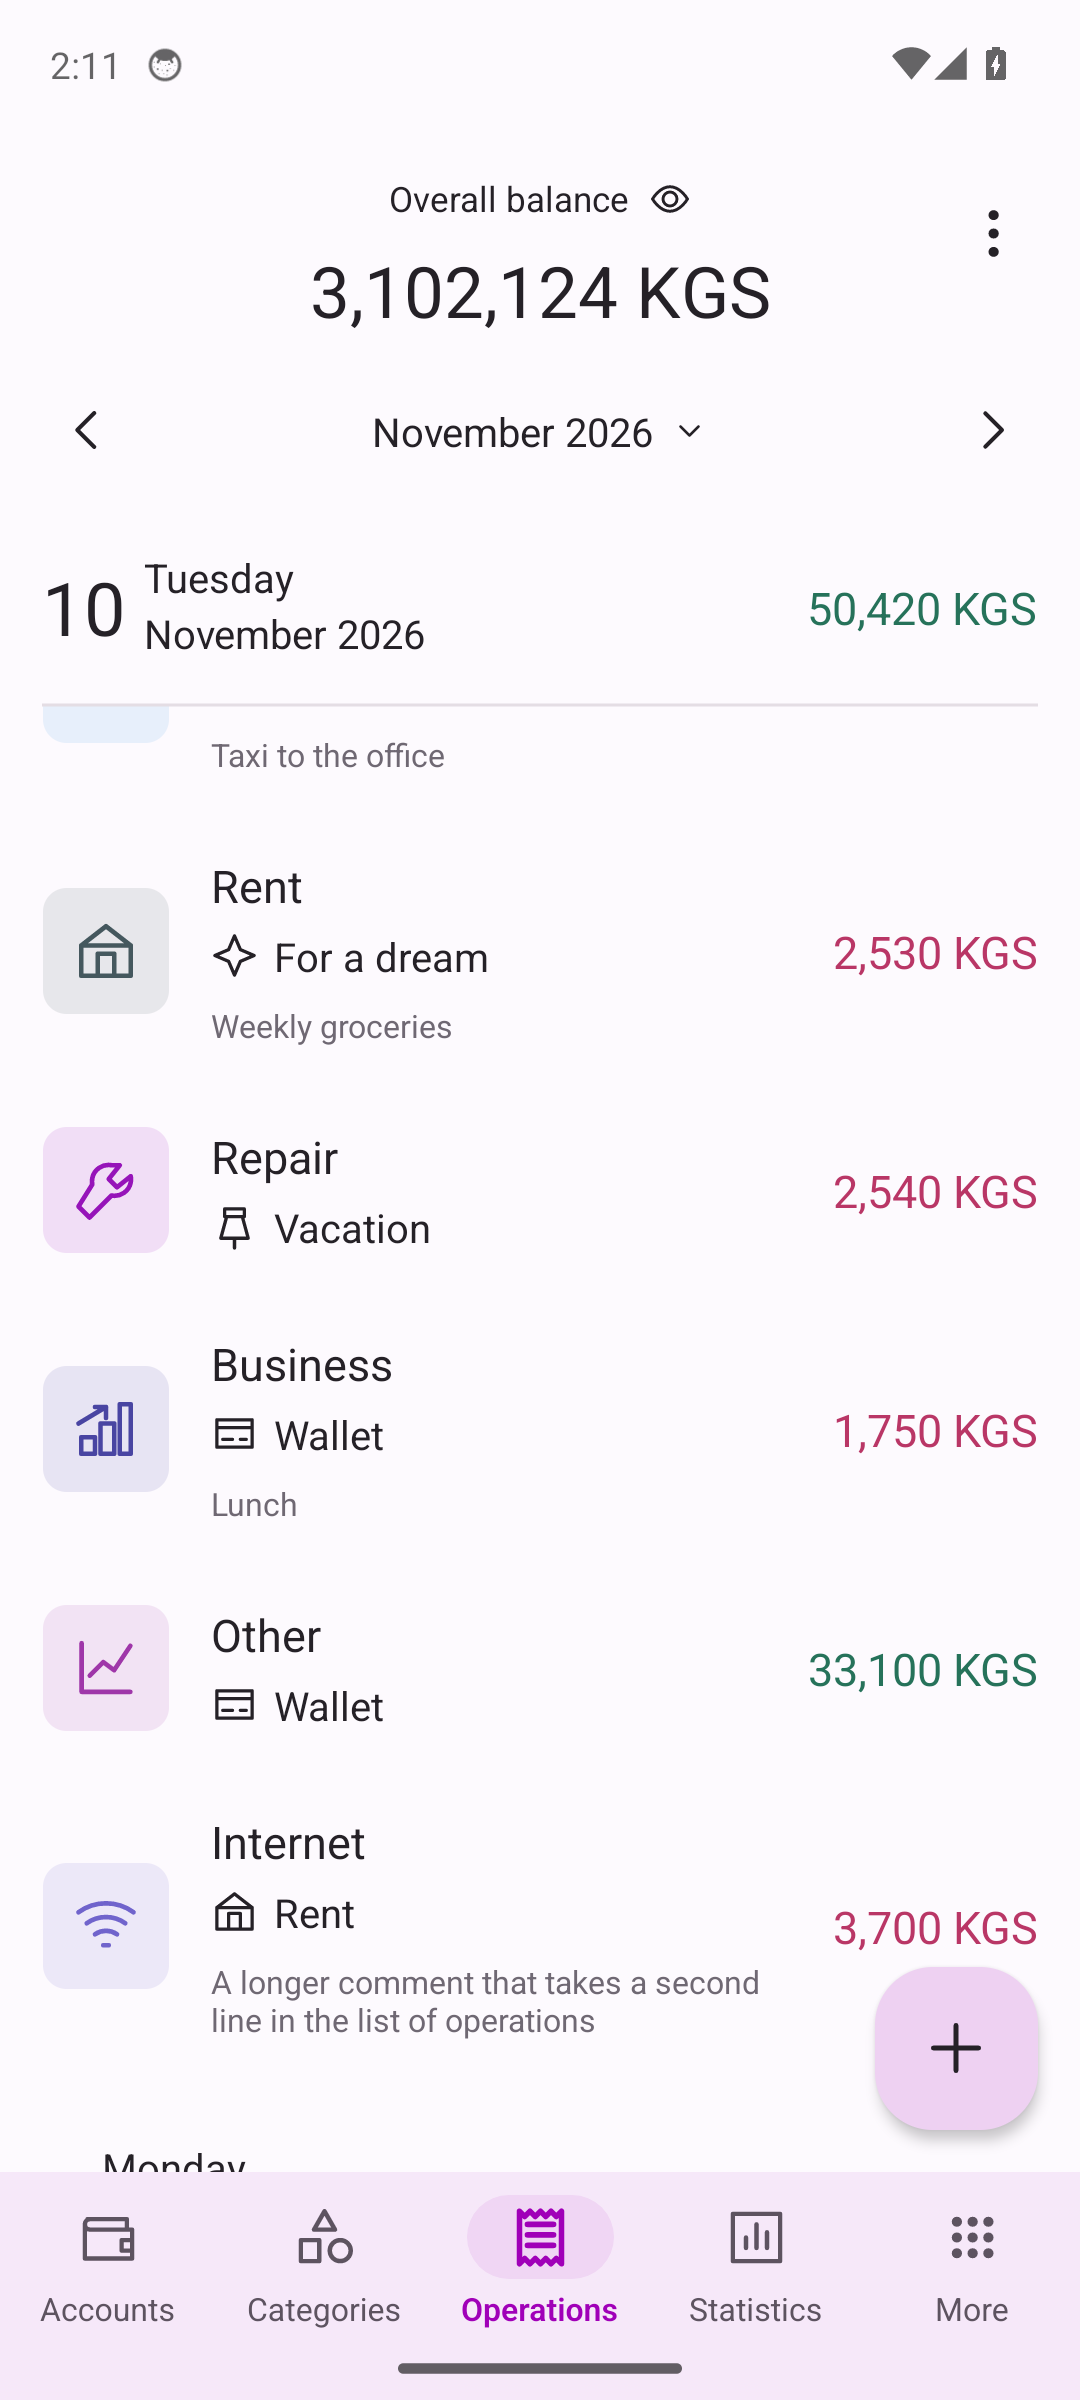 2:11
Overall balance
3,102,124 KGS
November 2026
10
Tuesday
November 2026
50,420 KGS
Taxi to the office
Rent
For a dream
2,530 KGS
Weekly groceries
Repair
Vacation
2,540 KGS
Business
Wallet
1,750 KGS
Lunch
Other
Wallet
33,100 KGS
Internet
Rent
3,700 KGS
A longer comment that takes a second
line in the list of operations
Monday
Accounts
Categories
Operations
Statistics
More